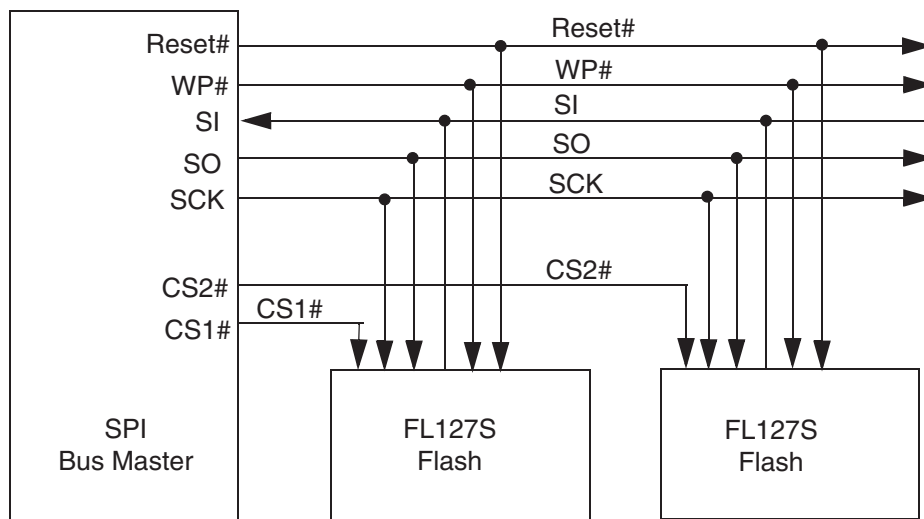 Reset#
Reset#
WP#
WP#
SI
SI
SO
SO
SCK
SCK
CS2#
CS2#
CS1#
CS1#
SPI
Bus Master
FL127S
Flash
FL127S
Flash